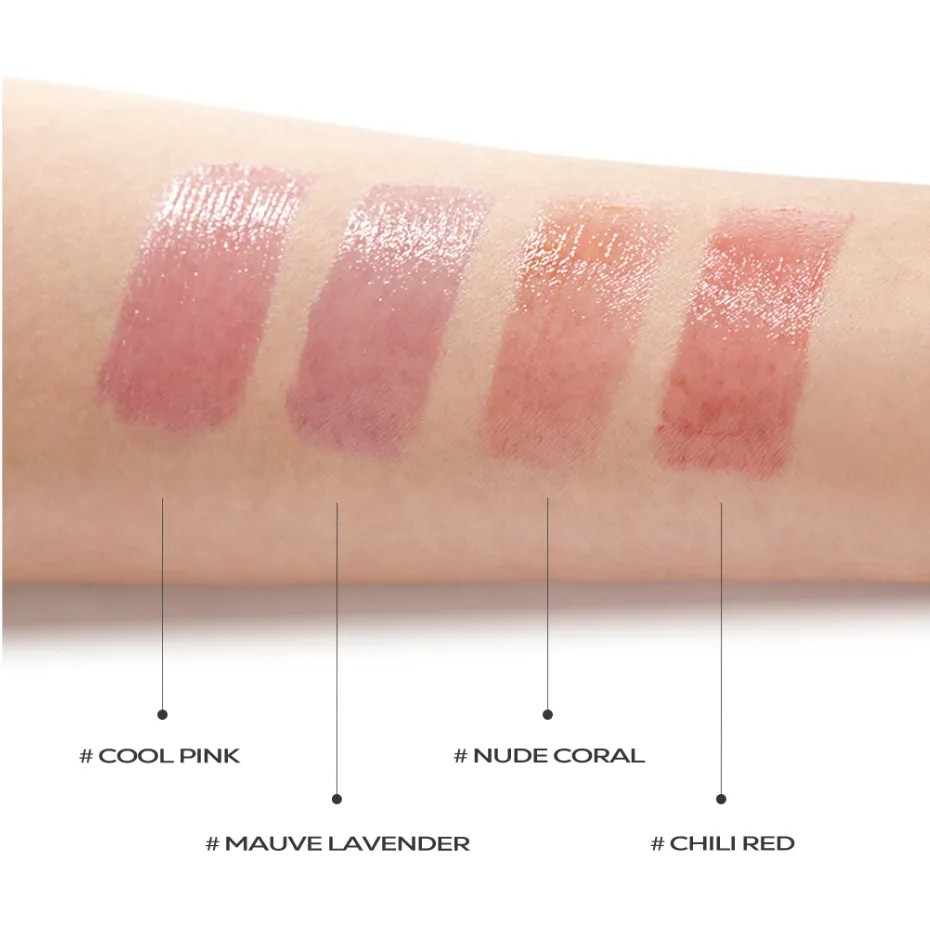 # COOL PINK
# NUDE CORAL
# MAUVE LAVENDER
# CHILI RED